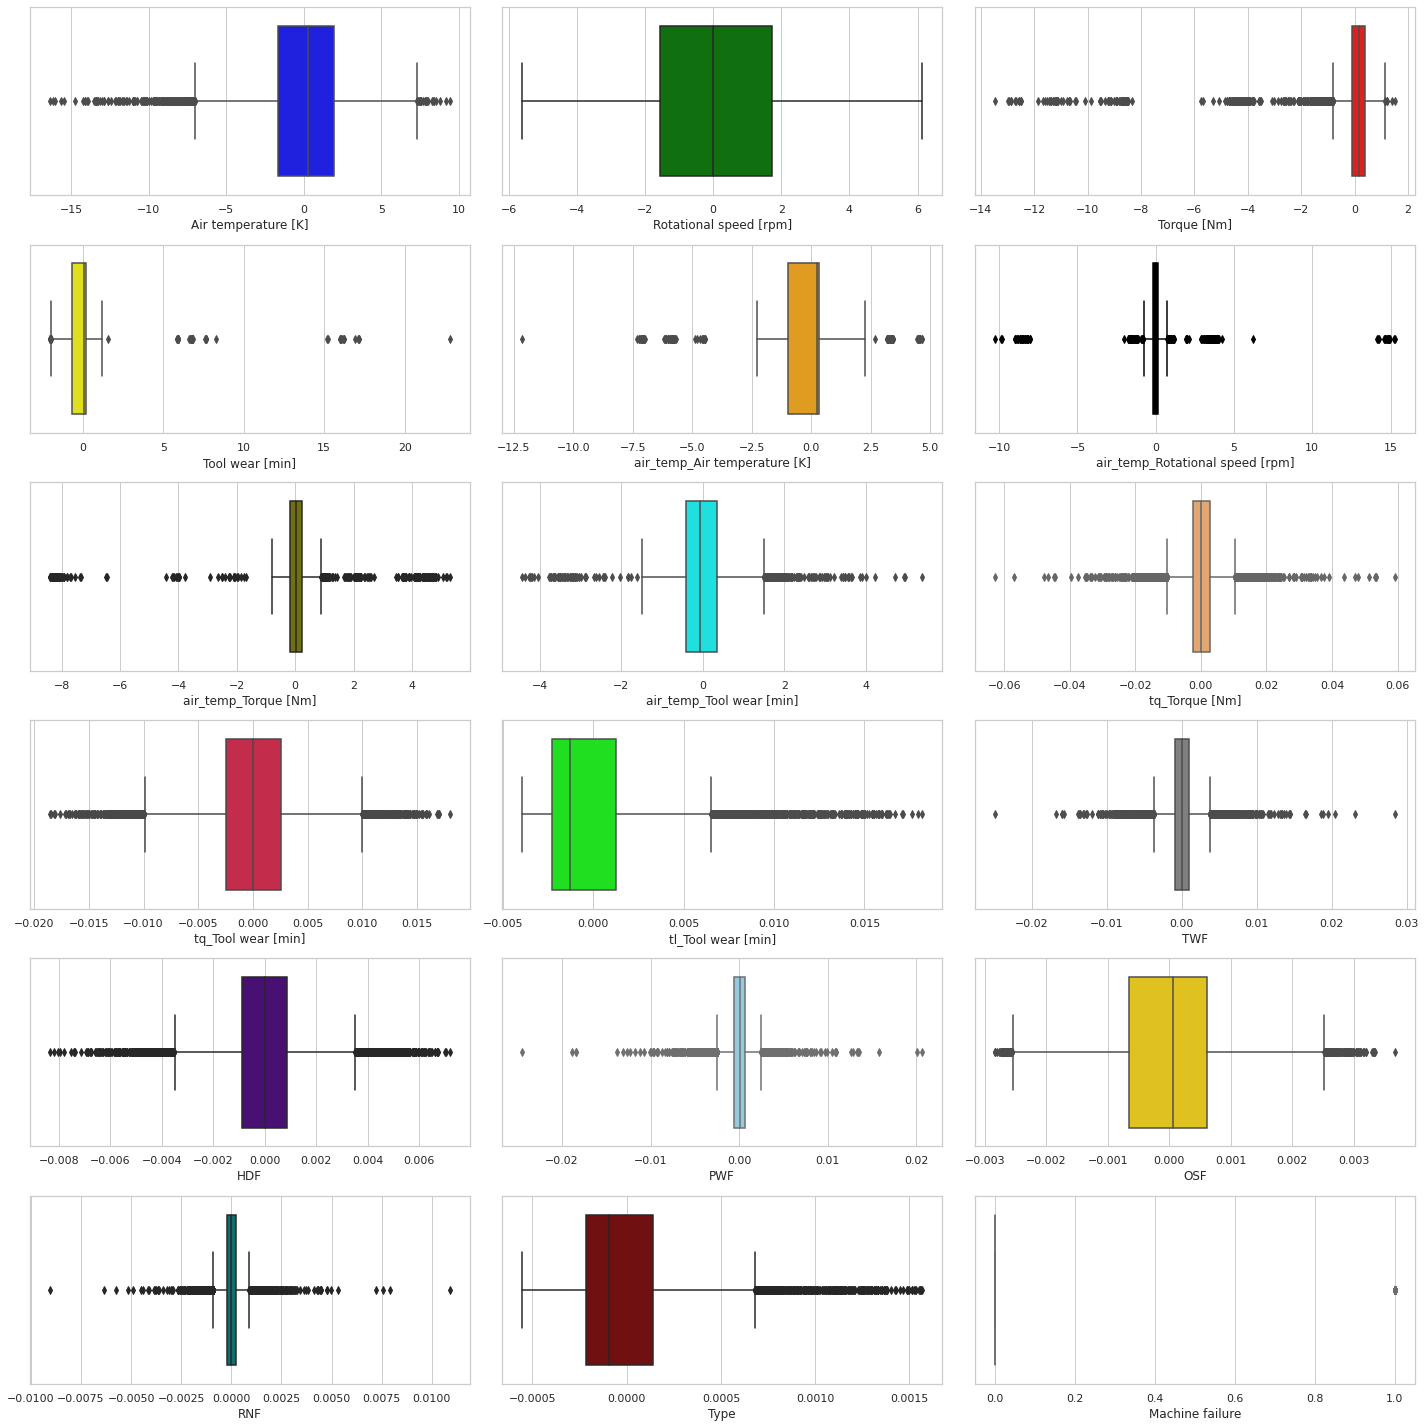 −15 −10 −5 0 5 10
Air temperature [K]
−6 −4 −2 0 2 4 6
Rotational speed [rpm]
−14 −12 −10 −8 −6 −4 −2 0 2
Torque [Nm]
0 5 10 15 20
Tool wear [min]
−12.5 −10.0 −7.5 −5.0 −2.5 0.0 2.5 5.0
air_temp_Air temperature [K]
−10 −5 0 5 10 15
air_temp_Rotational speed [rpm]
−8 −6 −4 −2 0 2 4
air_temp_Torque [Nm]
−4 −2 0 2 4
air_temp_Tool wear [min]
−0.06 −0.04 −0.02 0.00 0.02 0.04 0.06
tq_Torque [Nm]
−0.020 −0.015 −0.010 −0.005 0.000 0.005 0.010 0.015
tq_Tool wear [min]
−0.005 0.000 0.005 0.010 0.015
tl_Tool wear [min]
−0.02 −0.01 0.00 0.01 0.02 0.03
TWF
−0.008 −0.006 −0.004 −0.002 0.000 0.002 0.004 0.006
HDF
−0.02 −0.01 0.00 0.01 0.02
PWF
−0.003 −0.002 −0.001 0.000 0.001 0.002 0.003
OSF
−0.0100 −0.0075 −0.0050 −0.0025 0.0000 0.0025 0.0050 0.0075 0.0100
RNF
−0.0005 0.0000 0.0005 0.0010 0.0015
Type
0.0 0.2 0.4 0.6 0.8 1.0
Machine failure